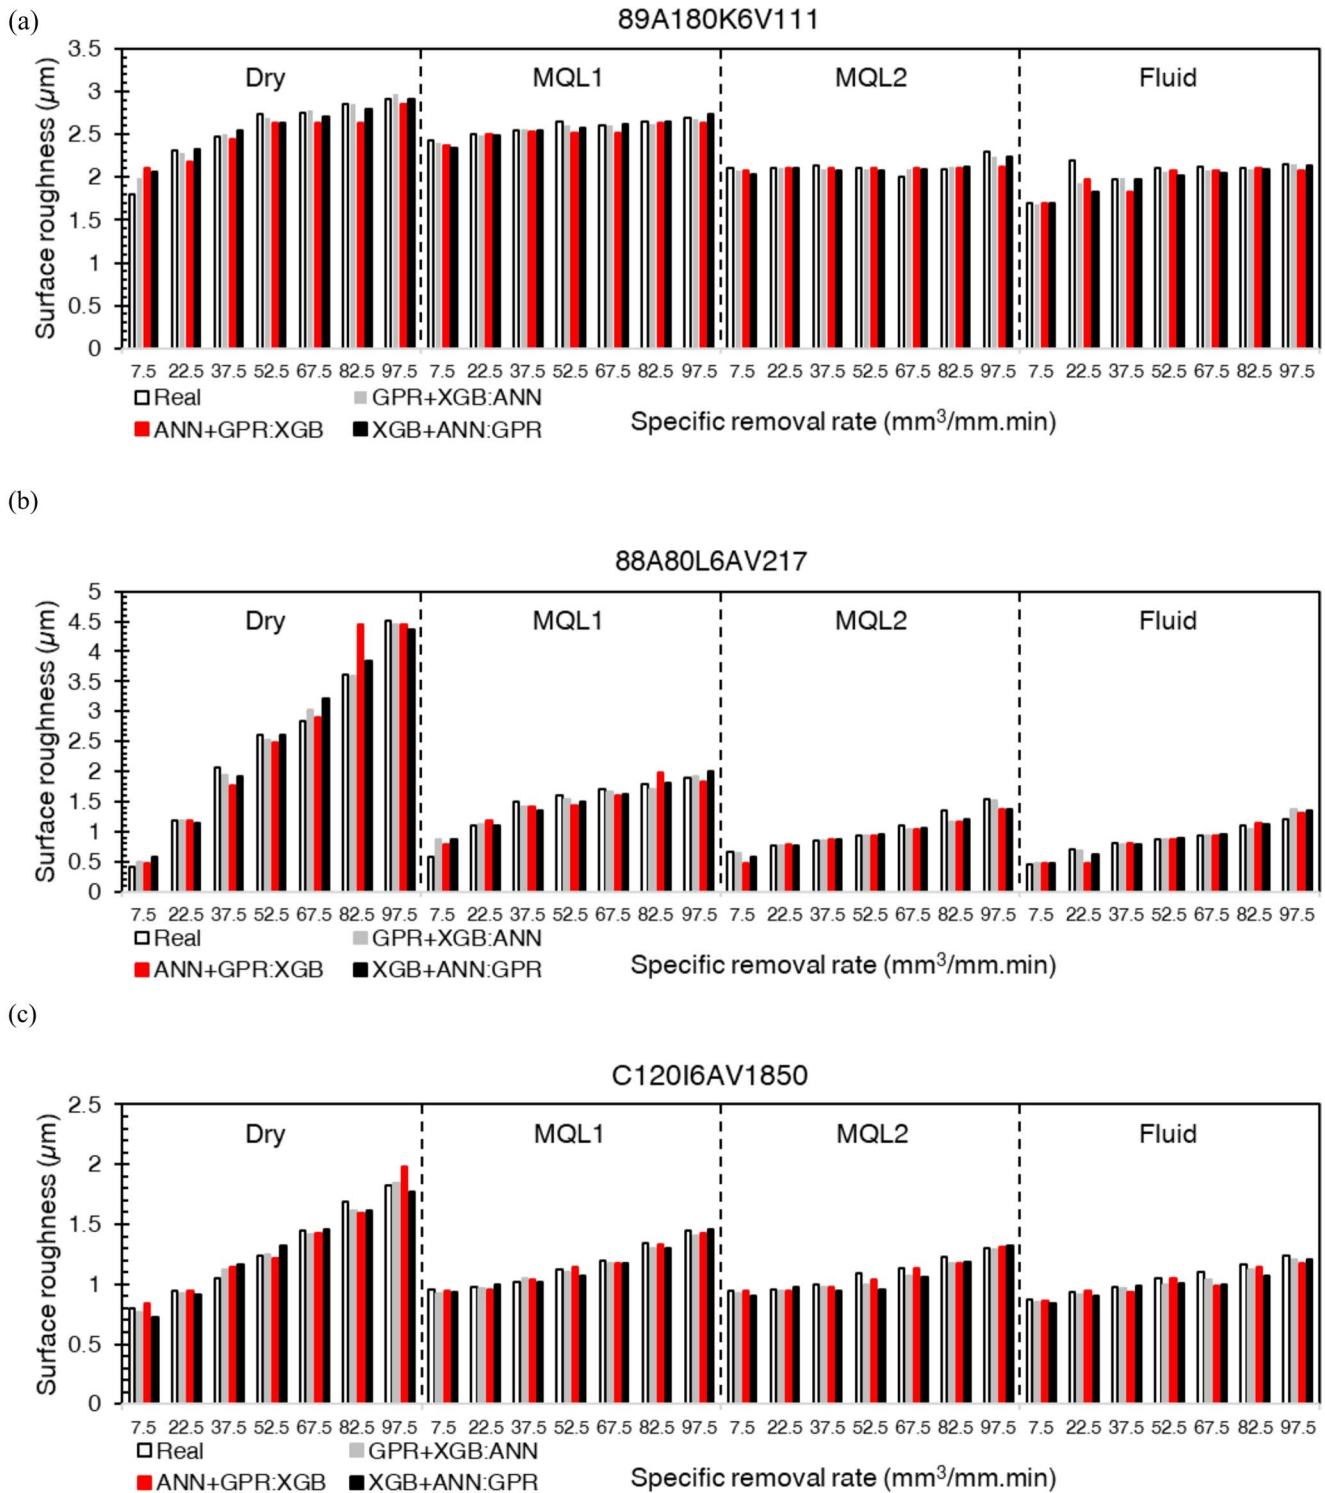 (a)
89A180K6V111
Surface roughness (µm)
3.5
3
2.5
2
1.5
1
0.5
0
Dry MQL1 MQL2 Fluid
7.5 22.5 37.5 52.5 67.5 82.5 97.5 7.5 22.5 37.5 52.5 67.5 82.5 97.5 7.5 22.5 37.5 52.5 67.5 82.5 97.5 7.5 22.5 37.5 52.5 67.5 82.5 97.5
Real GPR+XGB:ANN
ANN+GPR:XGB XGB+ANN:GPR
Specific removal rate (mm³/mm.min)
(b)
88A80L6AV217
Surface roughness (µm)
5
4.5
4
3.5
3
2.5
2
1.5
1
0.5
0
Dry MQL1 MQL2 Fluid
7.5 22.5 37.5 52.5 67.5 82.5 97.5 7.5 22.5 37.5 52.5 67.5 82.5 97.5 7.5 22.5 37.5 52.5 67.5 82.5 97.5 7.5 22.5 37.5 52.5 67.5 82.5 97.5
Real GPR+XGB:ANN
ANN+GPR:XGB XGB+ANN:GPR
Specific removal rate (mm³/mm.min)
(c)
C120I6AV1850
Surface roughness (µm)
2.5
2
1.5
1
0.5
0
Dry MQL1 MQL2 Fluid
7.5 22.5 37.5 52.5 67.5 82.5 97.5 7.5 22.5 37.5 52.5 67.5 82.5 97.5 7.5 22.5 37.5 52.5 67.5 82.5 97.5 7.5 22.5 37.5 52.5 67.5 82.5 97.5
Real GPR+XGB:ANN
ANN+GPR:XGB XGB+ANN:GPR
Specific removal rate (mm³/mm.min)